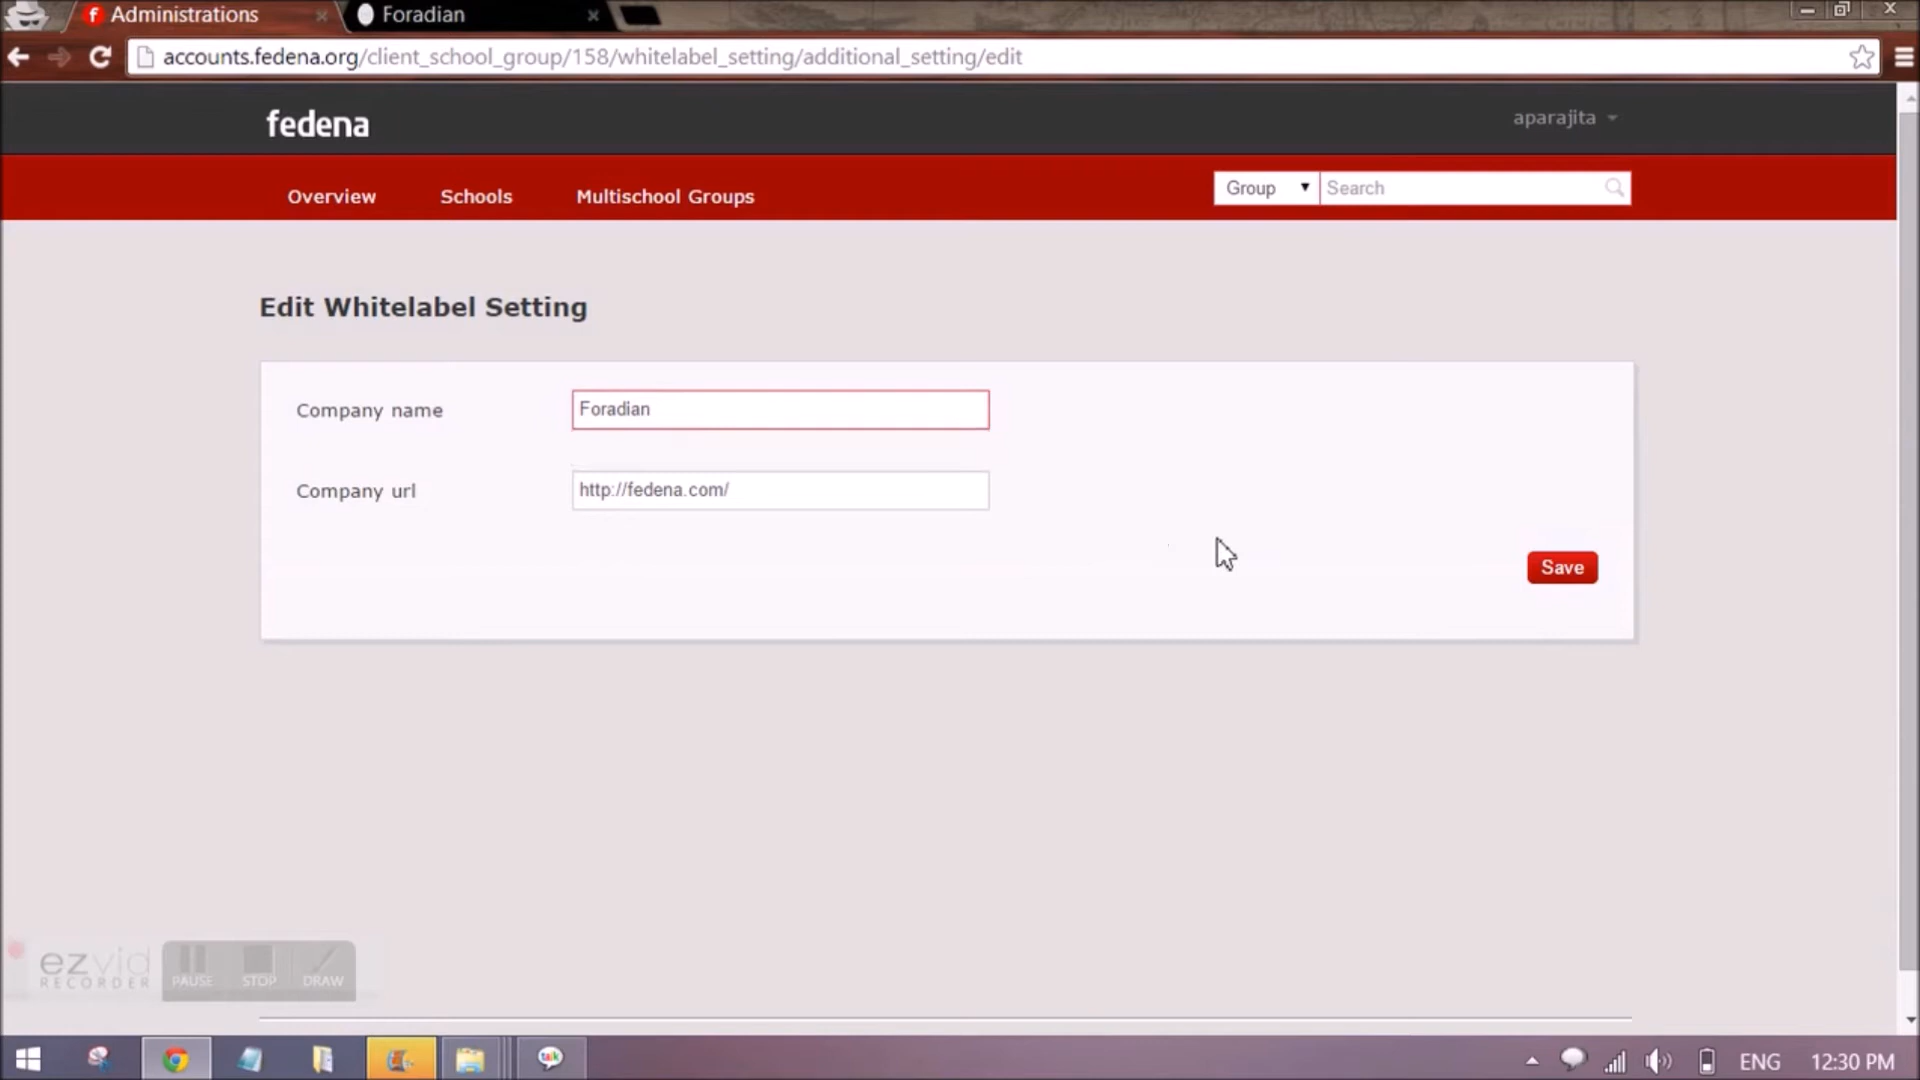 Administrations
Foradian
accounts.fedena.org/client_school_group/158/whitelabel_setting/additional_setting/edit
fedena
aparajita
Overview
Schools
Multischool Groups
Group
Search
Edit Whitelabel Setting
Company name
Foradian
Company url
http://fedena.com/
Save
ezvid
RECORDER
PAUSE
STOP
DRAW
talk
ENG
12:30 PM